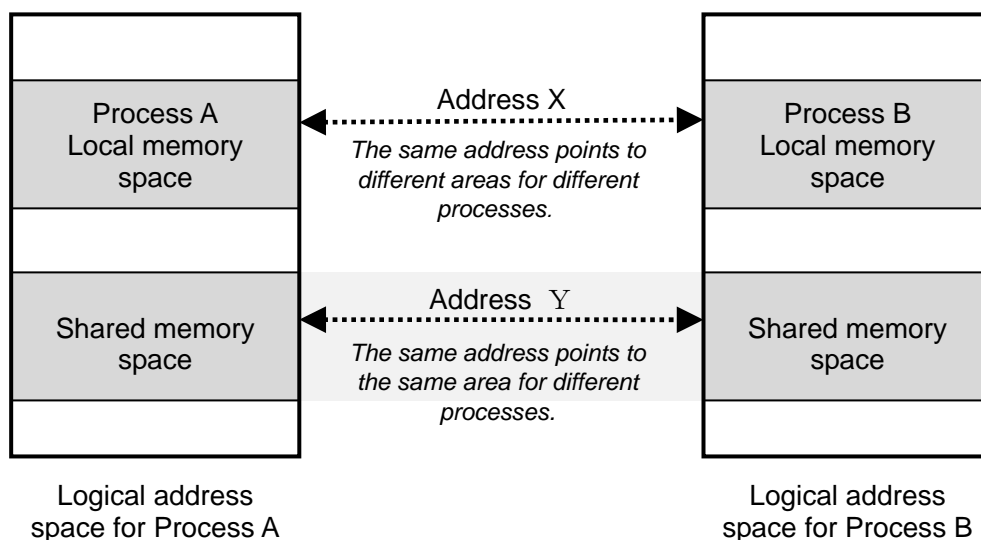 Process A
Local memory
space
Address X
The same address points to
different areas for different
processes.
Process B
Local memory
space
Shared memory
space
Address Y
The same address points to
the same area for different
processes.
Shared memory
space
Logical address
space for Process A
Logical address
space for Process B